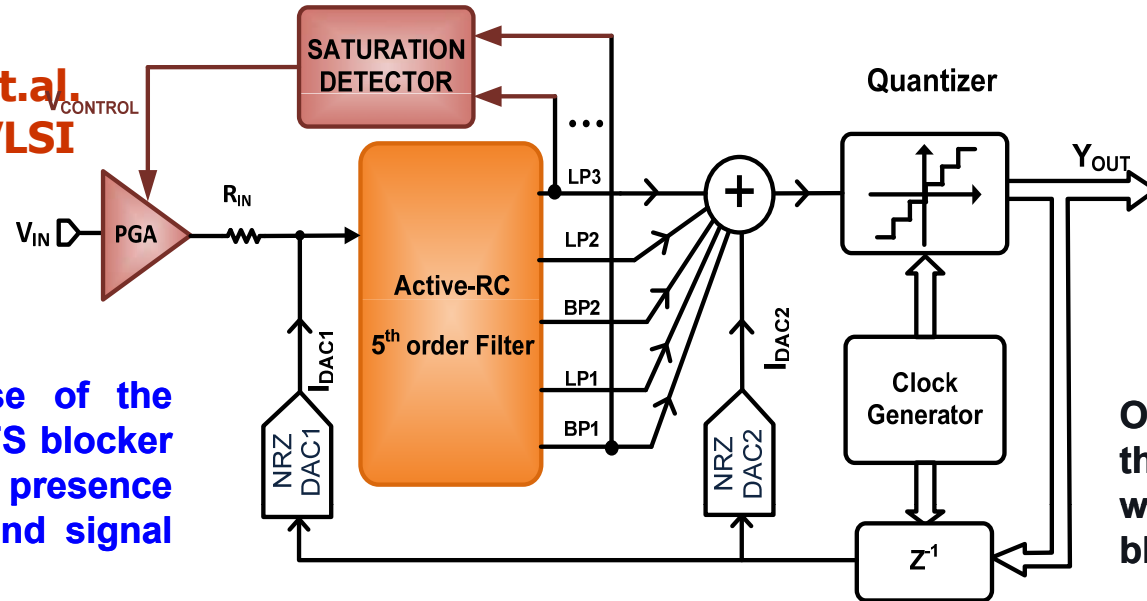 SATURATION
DETECTOR
t.al.
VCONTROL
VLSI
Quantizer
YOUT
...
VIN
PGA
RIN
LP3
+
LP2
Active-RC
5th order Filter
BP2
LP1
BP1
IDAC1
IDAC2
NRZ
DAC1
NRZ
DAC2
Clock
Generator
Z-1
se of the
FS blocker
presence
nd signal
O
th
w
bl